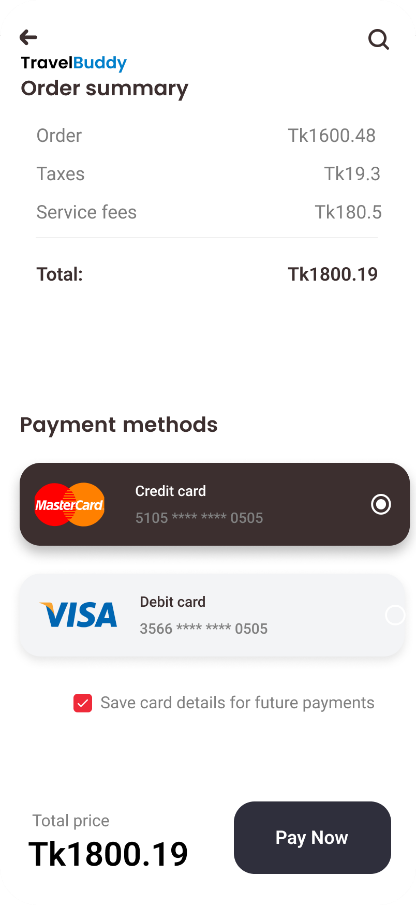 TravelBuddy
Order summary
Order Tk1600.48
Taxes Tk19.3
Service fees Tk180.5
Total: Tk1800.19
Payment methods
MasterCard
Credit card
5105 **** **** 0505
VISA
Debit card
3566 **** **** 0505
Save card details for future payments
Total price
Tk1800.19
Pay Now